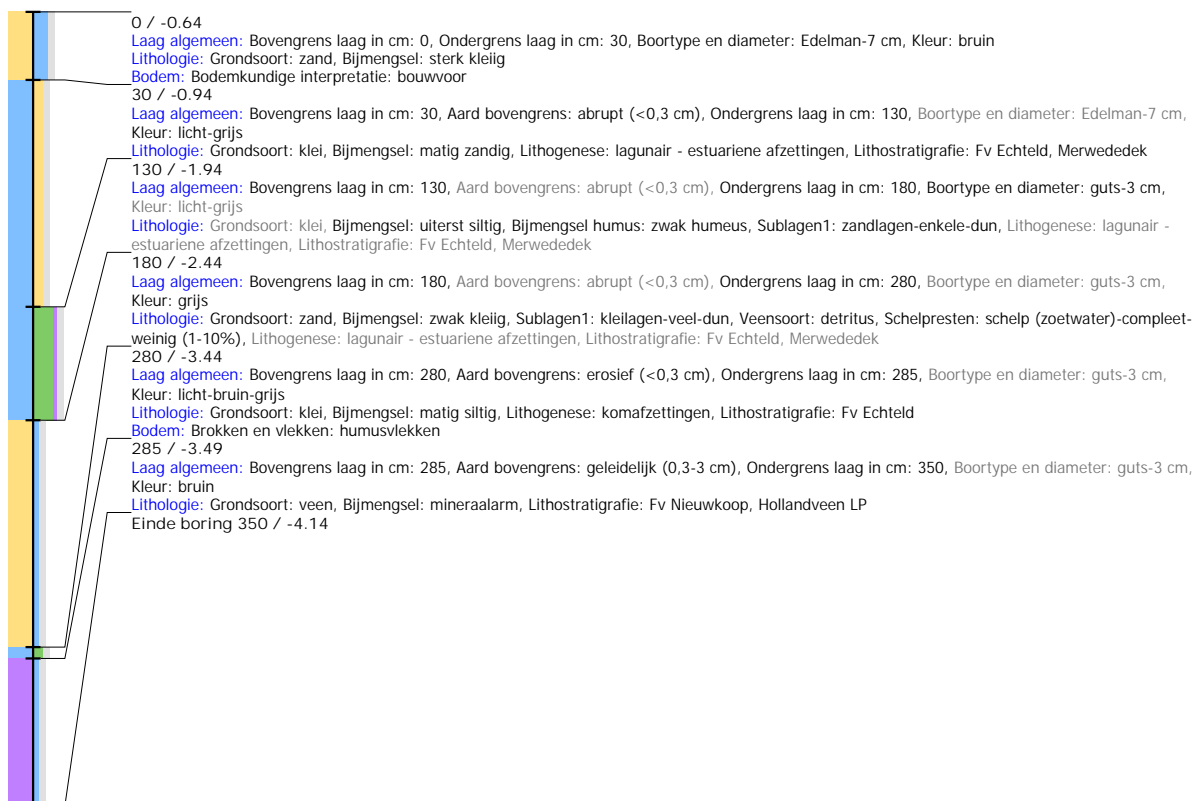 0 / -0.64
Laag algemeen: Bovengrens laag in cm: 0, Ondergrens laag in cm: 30, Boortype en diameter: Edelman-7 cm, Kleur: bruin
Lithologie: Grondsoort: zand, Bijmengsel: sterk kleiig
Bodem: Bodemkundige interpretatie: bouwvoor
30 / -0.94
Laag algemeen: Bovengrens laag in cm: 30, Aard bovengrens: abrupt (<0,3 cm), Ondergrens laag in cm: 130, Boortype en diameter: Edelman-7 cm,
Kleur: licht-grijs
Lithologie: Grondsoort: klei, Bijmengsel: matig zandig, Lithogenese: lagunair - estuariene afzettingen, Lithostratigrafie: Fv Echteld, Merwededek
130 / -1.94
Laag algemeen: Bovengrens laag in cm: 130, Aard bovengrens: abrupt (<0,3 cm), Ondergrens laag in cm: 180, Boortype en diameter: guts-3 cm,
Kleur: licht-grijs
Lithologie: Grondsoort: klei, Bijmengsel: uiterst siltig, Bijmengsel humus: zwak humeus, Sublagen1: zandlagen-enkele-dun, Lithogenese: lagunair -
estuariene afzettingen, Lithostratigrafie: Fv Echteld, Merwededek
180 / -2.44
Laag algemeen: Bovengrens laag in cm: 180, Aard bovengrens: abrupt (<0,3 cm), Ondergrens laag in cm: 280, Boortype en diameter: guts-3 cm,
Kleur: grijs
Lithologie: Grondsoort: zand, Bijmengsel: zwak kleiig, Sublagen1: kleilagen-veel-dun, Veensoort: detritus, Schelpresten: schelp (zoetwater)-compleet-
weinig (1-10%), Lithogenese: lagunair - estuariene afzettingen, Lithostratigrafie: Fv Echteld, Merwededek
280 / -3.44
Laag algemeen: Bovengrens laag in cm: 280, Aard bovengrens: erosief (<0,3 cm), Ondergrens laag in cm: 285, Boortype en diameter: guts-3 cm,
Kleur: licht-bruin-grijs
Lithologie: Grondsoort: klei, Bijmengsel: matig siltig, Lithogenese: komafzettingen, Lithostratigrafie: Fv Echteld
Bodem: Brokken en vlekken: humusvlekken
285 / -3.49
Laag algemeen: Bovengrens laag in cm: 285, Aard bovengrens: geleidelijk (0,3-3 cm), Ondergrens laag in cm: 350, Boortype en diameter: guts-3 cm,
Kleur: bruin
Lithologie: Grondsoort: veen, Bijmengsel: mineraalarm, Lithostratigrafie: Fv Nieuwkoop, Hollandveen LP
Einde boring 350 / -4.14